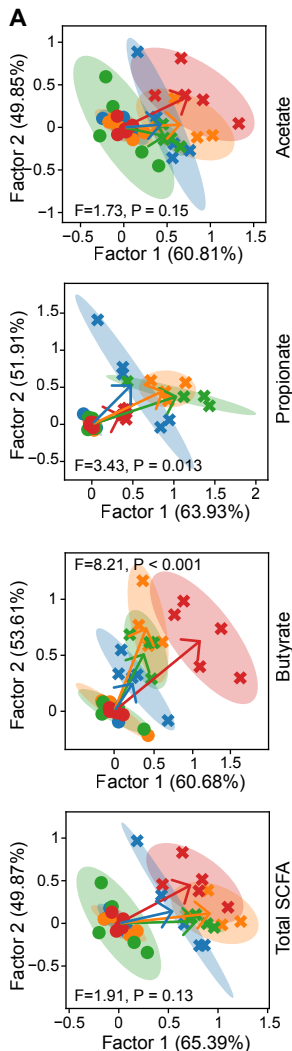 A
1
0.5
0
−0.5
−1
Factor 2 (49.85%)
F=1.73, P = 0.15
−0.5 0 0.5 1 1.5
Factor 1 (60.81%)
Acetate
1.5
1.0
0.5
0
−0.5
Factor 2 (51.91%)
F=3.43, P = 0.013
0 0.5 1 1.5 2
Factor 1 (63.93%)
Propionate
F=8.21, P < 0.001
1
0.5
0
Factor 2 (53.61%)
0 0.5 1 1.5
Factor 1 (60.68%)
Butyrate
1
0.5
0
−0.5
Factor 2 (49.87%)
F=1.91, P = 0.13
−0.5 0 0.5 1 1.5
Factor 1 (65.39%)
Total SCFA